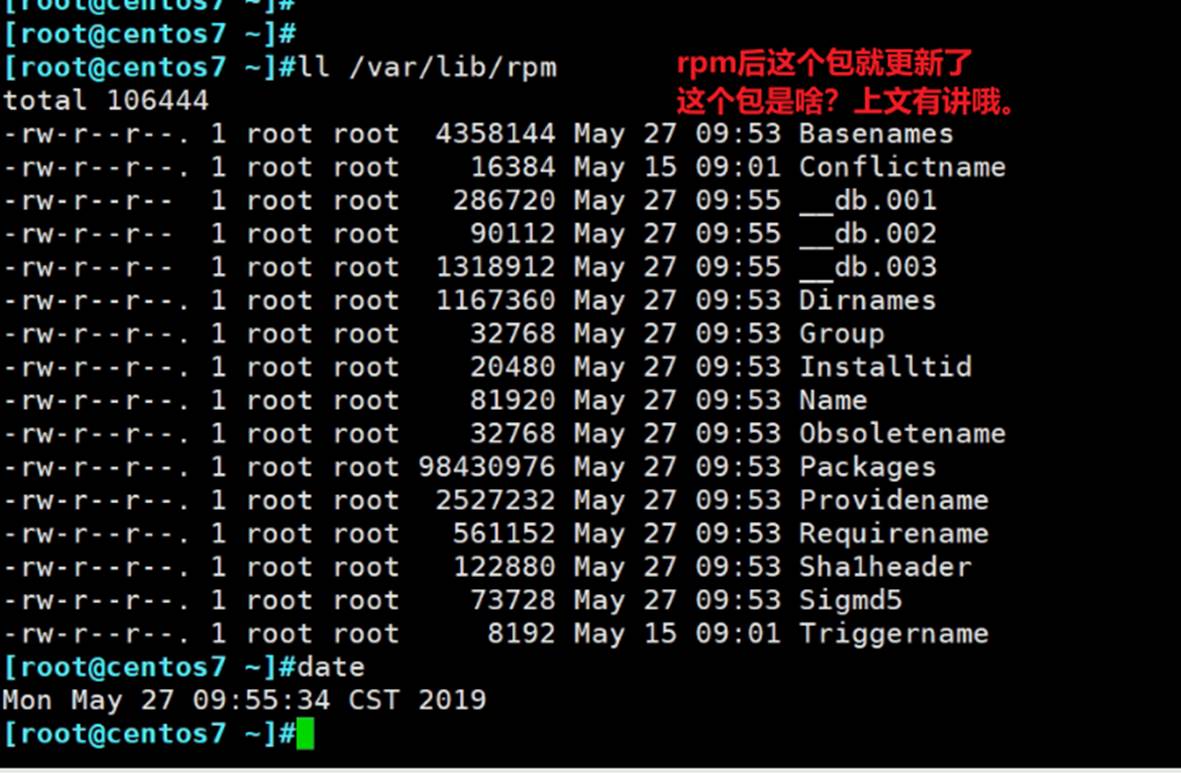 [root@centos7 ~]#
[root@centos7 ~]#
[root@centos7 ~]#ll /var/lib/rpm
rpm后这个包就更新了
total 106444
这个包是啥？上文有讲哦。
-rw-r--r--. 1 root root  4358144 May 27 09:53 Basenames
-rw-r--r--. 1 root root    16384 May 15 09:01 Conflictname
-rw-r--r--  1 root root   286720 May 27 09:55 __db.001
-rw-r--r--  1 root root    90112 May 27 09:55 __db.002
-rw-r--r--  1 root root  1318912 May 27 09:55 __db.003
-rw-r--r--. 1 root root  1167360 May 27 09:53 Dirnames
-rw-r--r--. 1 root root    32768 May 27 09:53 Group
-rw-r--r--. 1 root root    20480 May 27 09:53 Installtid
-rw-r--r--. 1 root root    81920 May 27 09:53 Name
-rw-r--r--. 1 root root    32768 May 27 09:53 Obsoletename
-rw-r--r--. 1 root root 98430976 May 27 09:53 Packages
-rw-r--r--. 1 root root  2527232 May 27 09:53 Providename
-rw-r--r--. 1 root root   561152 May 27 09:53 Requirename
-rw-r--r--. 1 root root   122880 May 27 09:53 Sha1header
-rw-r--r--. 1 root root    73728 May 27 09:53 Sigmd5
-rw-r--r--. 1 root root     8192 May 15 09:01 Triggername
[root@centos7 ~]#date
Mon May 27 09:55:34 CST 2019
[root@centos7 ~]#